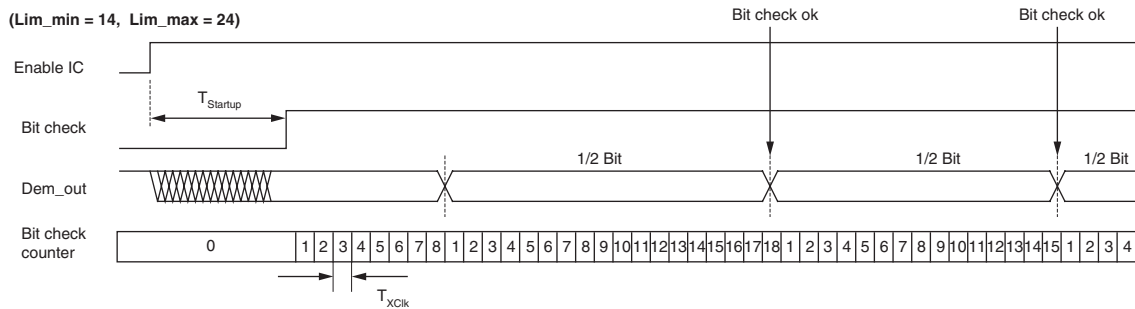 (Lim_min = 14, Lim_max = 24)
Bit check ok
Bit check ok
Enable IC
T_Startup
Bit check
1/2 Bit
1/2 Bit
1/2 Bit
Dem_out
Bit check
counter
0 1 2 3 4 5 6 7 8 1 2 3 4 5 6 7 8 9 10 11 12 13 14 15 16 17 18 1 2 3 4 5 6 7 8 9 10 11 12 13 14 15 1 2 3 4
T_XClk